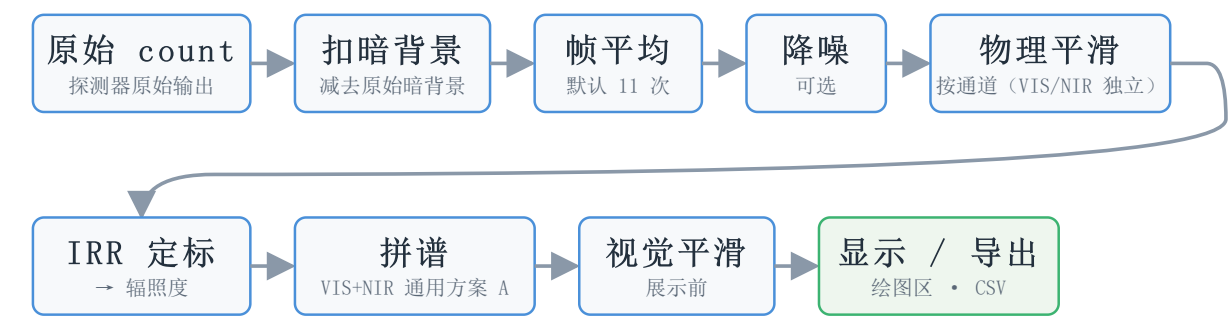 原始 count
探测器原始输出
扣暗背景
减去原始暗背景
帧平均
默认 11 次
降噪
可选
物理平滑
按通道（VIS/NIR 独立）
IRR 定标
→ 辐照度
拼谱
VIS+NIR 通用方案 A
视觉平滑
展示前
显示 / 导出
绘图区 • CSV